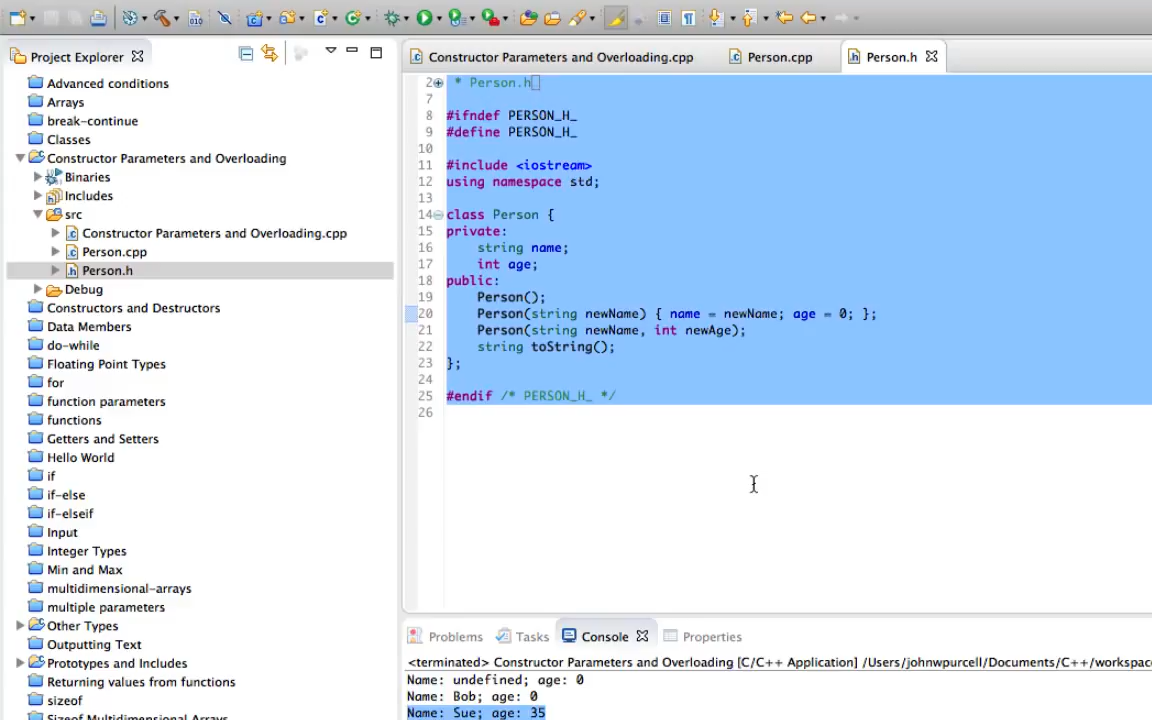 Project Explorer
Constructor Parameters and Overloading.cpp
Person.cpp
Person.h
Advanced conditions
Arrays
break-continue
Classes
Constructor Parameters and Overloading
Binaries
Includes
src
Constructor Parameters and Overloading.cpp
Person.cpp
Person.h
Debug
Constructors and Destructors
Data Members
do-while
Floating Point Types
for
function parameters
functions
Getters and Setters
Hello World
if
if-else
if-elseif
Input
Integer Types
Min and Max
multidimensional-arrays
multiple parameters
Other Types
Outputting Text
Prototypes and Includes
Returning values from functions
sizeof
Sizeof Multidimensional Arrays
2 * Person.h
7
8 #ifndef PERSON_H_
9 #define PERSON_H_
10
11 #include <iostream>
12 using namespace std;
13
14 class Person {
15 private:
16 string name;
17 int age;
18 public:
19 Person();
20 Person(string newName) { name = newName; age = 0; };
21 Person(string newName, int newAge);
22 string toString();
23 };
24
25 #endif /* PERSON_H_ */
26
Problems Tasks Console Properties
<terminated> Constructor Parameters and Overloading [C/C++ Application] /Users/johnwpurcell/Documents/C++/workspac
Name: undefined; age: 0
Name: Bob; age: 0
Name: Sue; age: 35